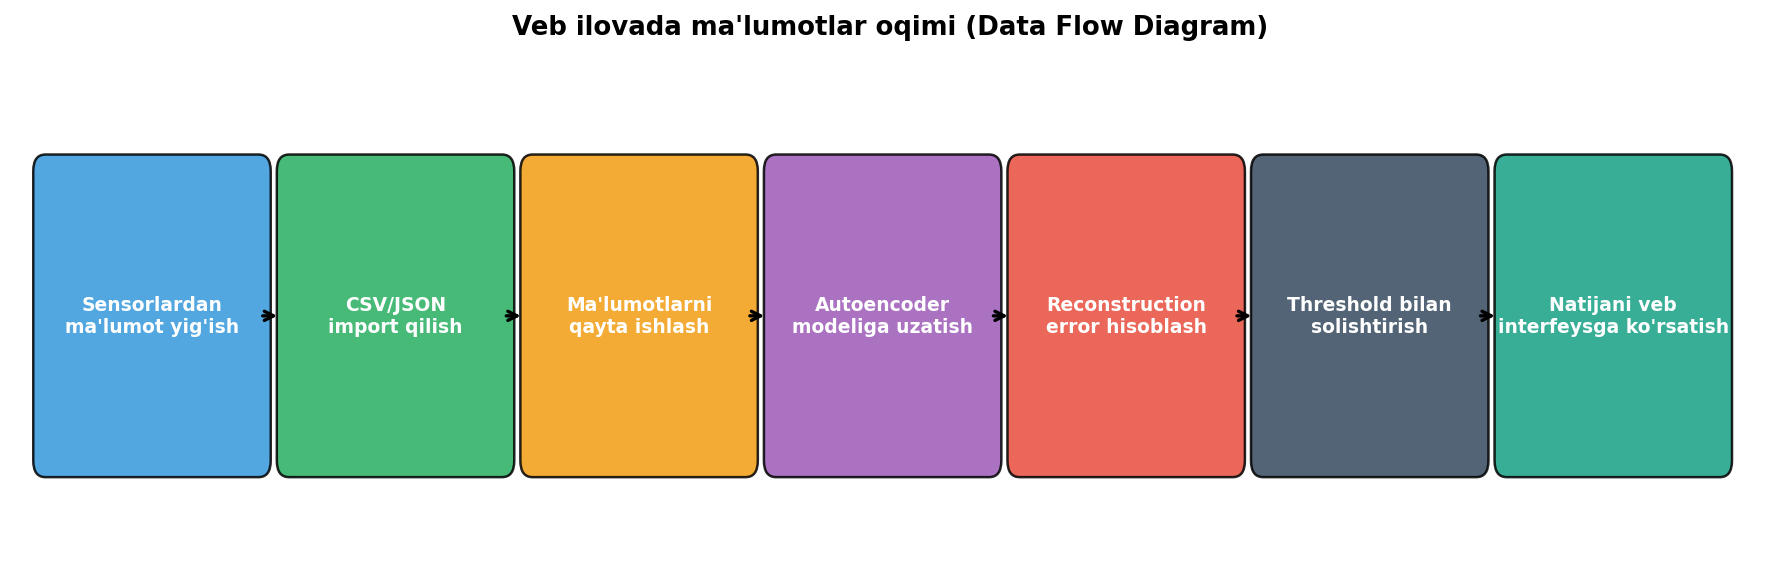 Veb ilovada ma'lumotlar oqimi (Data Flow Diagram)
Sensorlardan
ma'lumot yig'ish
CSV/JSON
import qilish
Ma'lumotlarni
qayta ishlash
Autoencoder
modeliga uzatish
Reconstruction
error hisoblash
Threshold bilan
solishtirish
Natijani veb
interfeysga ko'rsatish